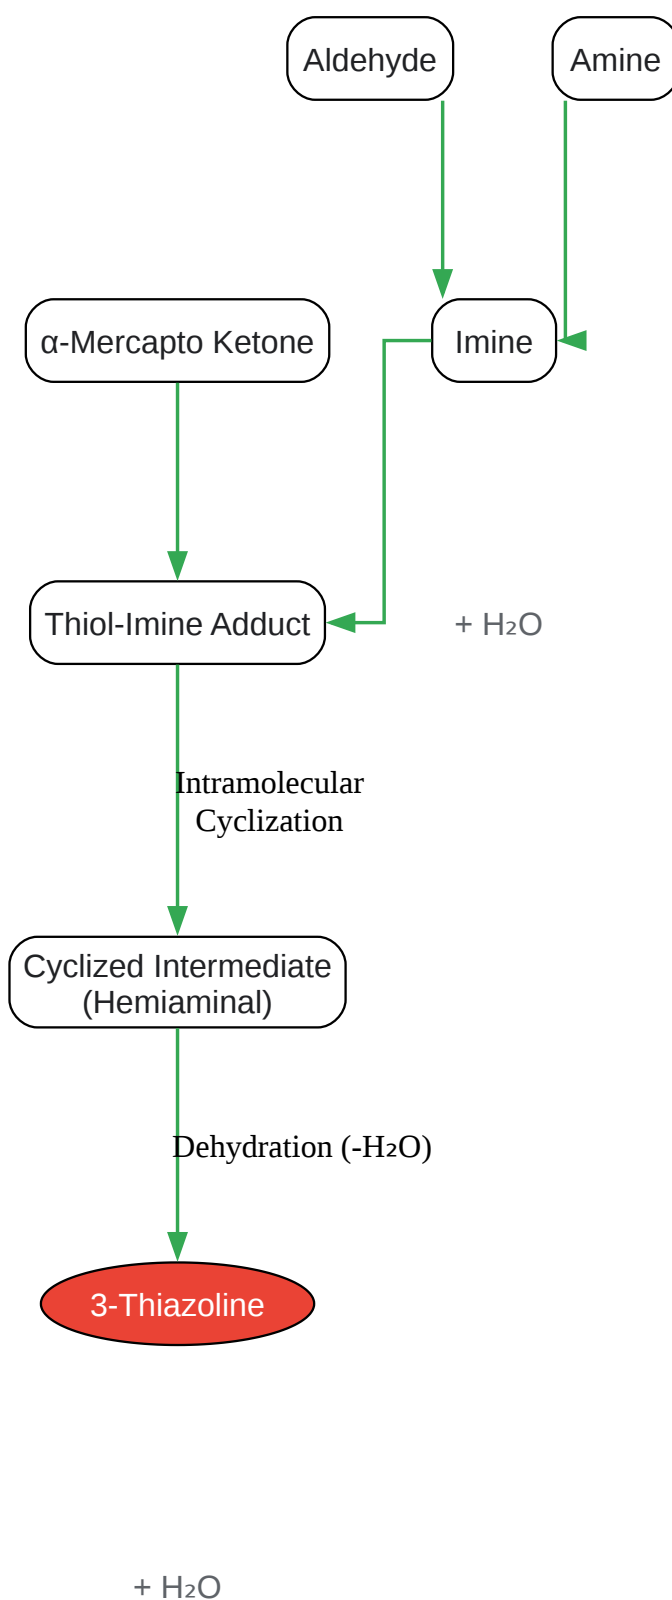 Aldehyde
Amine
α-Mercapto Ketone
Imine
Thiol-Imine Adduct
+ H₂O
Intramolecular
Cyclization
Cyclized Intermediate
(Hemiaminal)
Dehydration (-H₂O)
3-Thiazoline
+ H₂O